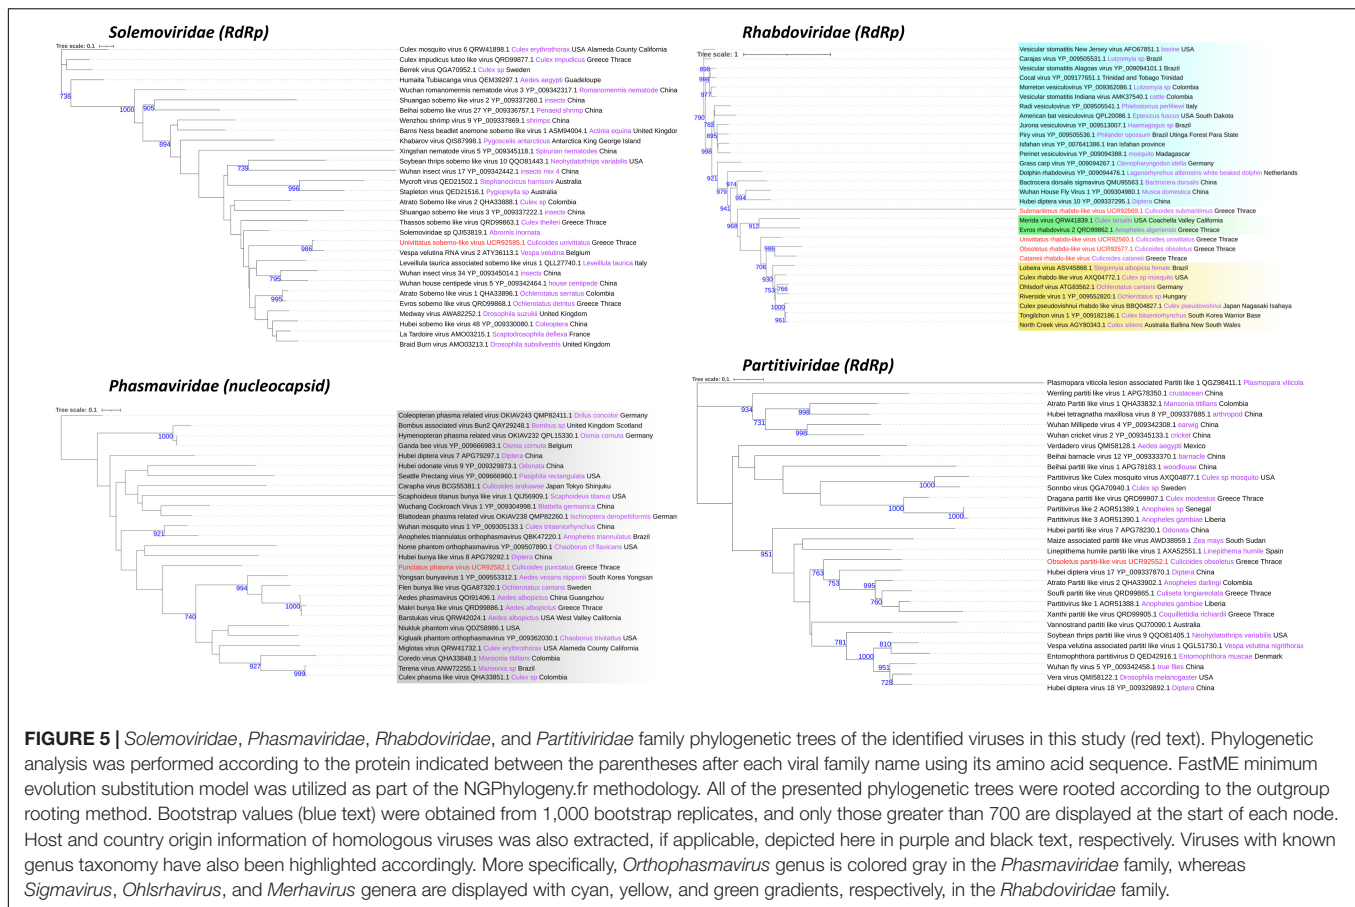 Solemoviridae (RdRp)
Tree scale: 0.1
Culex mosquito virus 6 QRW41898.1 Culex erythrothorax USA Alameda County California
Culex impudicus luteo like virus QRD99877.1 Culex impudicus Greece Thrace
Berrek virus QGA70952.1 Culex sp Sweden
Humaita Tubiacanga virus QEM39297.1 Aedes aegypti Guadeloupe
Wuchan romanomermis nematode virus 3 YP_009342317.1 Romanomermis nematode China
Shuangao sobemo like virus 2 YP_009337260.1 insects China
Beihai sobemo like virus 27 YP_009336757.1 Penaeid shrimp China
Wenzhou shrimp virus 9 YP_009337869.1 shrimps China
Barns Ness beadlet anemone sobemo like virus 1 ASM94004.1 Actinia equina United Kingdor
Khabarov virus QIS87998.1 Pygoscelis antarcticus Antarctica King George Island
Xingshan nematode virus 5 YP_009345118.1 Spirurian nematodes China
Soybean thrips sobemo like virus 10 QQO81443.1 Neohydatothrips variabilis USA
Wuhan insect virus 17 YP_009342442.1 insects mix 4 China
Mycroft virus QED21502.1 Stephanocircus harrisoni Australia
Stapleton virus QED21516.1 Pygiopsylla sp Australia
Atrato Sobemo like virus 2 QHA33888.1 Culex sp Colombia
Shuangao sobemo like virus 3 YP_009337222.1 insects China
Thassos sobemo like virus QRD99863.1 Culex theileri Greece Thrace
Solemoviridae sp QJI53819.1 Abrornis inornata
Univittatus sobemo-like virus UCR92585.1 Culicoides univittatus Greece Thrace
Vespa velutina RNA virus 2 ATY36113.1 Vespa velutina Belgium
Leveillula taurica associated sobemo like virus 1 QLL27740.1 Leveillula taurica Italy
Wuhan insect virus 34 YP_009345014.1 insects China
Wuhan house centipede virus 5 YP_009342464.1 house centipede China
Atrato Sobemo like virus 1 QHA33896.1 Ochlerotatus serratus Colombia
Evros sobemo like virus QRD99868.1 Ochlerotatus detritus Greece Thrace
Medway virus AWA82252.1 Drosophila suzukii United Kingdom
Hubei sobemo like virus 48 YP_009330080.1 Coleoptera China
La Tardoire virus AMO03215.1 Scaptodrosophila deflexa France
Braid Burn virus AMO03213.1 Drosophila subsilvestris United Kingdom
736
1000
905
894
739
996
986
795
995
Rhabdoviridae (RdRp)
Tree scale: 1
Vesicular stomatitis New Jersey virus AFO67851.1 bovine USA
Carajas virus YP_009505531.1 Lutzomyia sp Brazil
Vesicular stomatitis Alagoas virus YP_009094101.1 Brazil
Cocal virus YP_009177651.1 Trinidad and Tobago Trinidad
Morreton vesiculovirus YP_009362086.1 Lutzomyia sp Colombia
Vesicular stomatitis Indiana virus AMK37540.1 cattle Colombia
Radi vesiculovirus YP_009505541.1 Phlebotomus perfiliewi Italy
American bat vesiculovirus QPL20086.1 Eptesicus fuscus USA South Dakota
Jurona vesiculovirus YP_009513007.1 Haemagogus sp Brazil
Piry virus YP_009505536.1 Philander opossum Brazil Utinga Forest Para State
Isfahan virus YP_007641386.1 Iran Isfahan province
Perinet vesiculovirus YP_009094388.1 mosquito Madagascar
Grass carp virus YP_009094267.1 Ctenopharyngodon idella Germany
Dolphin rhabdovirus YP_009094476.1 Lagenorhynchus albirostris white beaked dolphin Netherlands
Bactrocera dorsalis sigmavirus QMU95563.1 Bactrocera dorsalis China
Wuhan House Fly Virus 1 YP_009304980.1 Musca domestica China
Hubei diptera virus 10 YP_009337295.1 Diptera China
Submaritimus rhabdo-like virus UCR92569.1 Culicoides submaritimus Greece Thrace
Merida virus QRW41839.1 Culex tarsalis USA Coachella Valley California
Evros rhabdovirus 2 QRD99862.1 Anopheles algeriensis Greece Thrace
Univitatus rhabdo-like virus UCR92560.1 Culicoides univittatus Greece Thrace
Obsoletus rhabdo-like virus UCR92577.1 Culicoides obsoletus Greece Thrace
Cataneii rhabdo-like virus Culicoides cataneii Greece Thrace
Lobeira virus ASV45868.1 Stegomyia albopicta female Brazil
Culex rhabdo like virus AXQ04772.1 Culex sp mosquito USA
Ohlsdorf virus ATG83562.1 Ochlerotatus cantans Germany
Riverside virus 1 YP_009552820.1 Ochlerotatus sp Hungary
Culex pseudovishnui rhabdo like virus BBQ04827.1 Culex pseudovishnui Japan Nagasaki Isahaya
Tongilchon virus 1 YP_009182186.1 Culex bitaeniorhynchus South Korea Warrior Base
North Creek virus AGY80343.1 Culex sitiens Australia Ballina New South Wales
898
998
977
790
783
895
998
921
974
979
994
941
968
912
985
706
930
753
766
1000
961
Phasmaviridae (nucleocapsid)
Tree scale: 0.1
Coleopteran phasma related virus OKIAV243 QMP82411.1 Drilus concolor Germany
Bombus associated virus Bun2 QAY29248.1 Bombus sp United Kingdom Scotland
Hymenopteran phasma related virus OKIAV232 QPL15330.1 Osmia cornuta Germany
Ganda bee virus YP_009666983.1 Osmia cornuta Belgium
Hubei diptera virus 7 APG79297.1 Diptera China
Hubei odonate virus 9 YP_009329873.1 Odonata China
Seattle Prectang virus YP_009666960.1 Pasiphila rectangulata USA
Carapha virus BCG55381.1 Culicoides arakawae Japan Tokyo Shinjuku
Scaphoideus titanus bunya like virus 1 QIJ56909.1 Scaphoideus titanus USA
Wuchang Cockroach Virus 1 YP_009304998.1 Blattella germanica China
Blattodean phasma related virus OKIAV238 QMP82260.1 Ischnoptera deropeltiformis German
Wuhan mosquito virus 1 YP_009305133.1 Culex tritaeniorhynchus China
Anopheles triannulatus orthophasmavirus QBK47220.1 Anopheles triannulatus Brazil
Nome phantom orthophasmavirus YP_009507890.1 Chaoborus cf flavicans USA
Hubei bunya like virus 8 APG79292.1 Diptera China
Punctatus phasma virus UCR92582.1 Culicoides punctatus Greece Thrace
Yongsan bunyavirus 1 YP_009553312.1 Aedes vexans nipponii South Korea Yongsan
Flen bunya like virus QGA87320.1 Ochlerotatus cantans Sweden
Aedes phasmavirus QOI91406.1 Aedes albopictus China Guangzhou
Makri bunya like virus QRD99886.1 Aedes albopictus Greece Thrace
Barstukas virus QRW42024.1 Aedes albopictus USA West Valley California
Niukluk phantom virus QDZ58986.1 USA
Kigluaik phantom orthophasmavirus YP_009362030.1 Chaoborus trivittatus USA
Miglotas virus QRW41732.1 Culex erythrothorax USA Alameda County California
Coredo virus QHA33848.1 Mansonia titillans Colombia
Terena virus ANW72255.1 Mansonia sp Brazil
Culex phasma like virus QHA33851.1 Culex sp Colombia
1000
921
994
1000
740
927
999
Partitiviridae (RdRp)
Tree scale: 0.1
Plasmopara viticola lesion associated Partiti like 1 QGZ98411.1 Plasmopara viticola
Wenling partiti like virus 1 APG78350.1 crustacean China
Atrato Partiti like virus 1 QHA33832.1 Mansonia titillans Colombia
Hubei tetragnatha maxillosa virus 8 YP_009337885.1 arthropod China
Wuhan Millipede virus 4 YP_009342308.1 earwig China
Wuhan cricket virus 2 YP_009345133.1 cricket China
Verdadero virus QMI58128.1 Aedes aegypti Mexico
Beihai barnacle virus 12 YP_009333370.1 barnacle China
Beihai partiti like virus 1 APG78183.1 woodlouse China
Partitivirus like Culex mosquito virus AXQ04877.1 Culex sp mosquito USA
Sonnbo virus QGA70940.1 Culex sp Sweden
Dragana partiti like virus QRD99907.1 Culex modestus Greece Thrace
Partitivirus like 2 AOR51389.1 Anopheles sp Senegal
Partitivirus like 3 AOR51390.1 Anopheles gambiae Liberia
Hubei partiti like virus 7 APG78230.1 Odonata China
Maize associated partiti like virus AWD38959.1 Zea mays South Sudan
Linepithema humile partiti like virus 1 AXA52551.1 Linepithema humile Spain
Obsoletus partiti-like virus UCR92552.1 Culicoides obsoletus Greece Thrace
Hubei diptera virus 17 YP_009337870.1 Diptera China
Atrato Partiti like virus 2 QHA33902.1 Anopheles darlingi Colombia
Soufli partiti like virus QRD99865.1 Culiseta longiareolata Greece Thrace
Partitivirus like 1 AOR51388.1 Anopheles gambiae Liberia
Xanthi partiti like virus QRD99905.1 Coquillettidia richiardii Greece Thrace
Vannostrand partiti like virus QIJ70090.1 Australia
Soybean thrips partiti like virus 9 QQO81405.1 Neohydatothrips variabilis USA
Vespa velutina associated partiti like virus 1 QGL51730.1 Vespa velutina nigrithorax
Entomophthora partitivirus D QED42916.1 Entomophthora muscae Denmark
Wuhan fly virus 5 YP_009342458.1 true flies China
Vera virus QMI58122.1 Drosophila melanogaster USA
Hubei diptera virus 18 YP_009329892.1 Diptera China
934
998
731
998
1000
1000
1000
951
763
753
995
760
781
810
1000
951
728
FIGURE 5 | Solemoviridae, Phasmaviridae, Rhabdoviridae, and Partitiviridae family phylogenetic trees of the identified viruses in this study (red text). Phylogenetic
analysis was performed according to the protein indicated between the parentheses after each viral family name using its amino acid sequence. FastME minimum
evolution substitution model was utilized as part of the NGPhylogeny.fr methodology. All of the presented phylogenetic trees were rooted according to the outgroup
rooting method. Bootstrap values (blue text) were obtained from 1,000 bootstrap replicates, and only those greater than 700 are displayed at the start of each node.
Host and country origin information of homologous viruses was also extracted, if applicable, depicted here in purple and black text, respectively. Viruses with known
genus taxonomy have also been highlighted accordingly. More specifically, Orthophasmavirus genus is colored gray in the Phasmaviridae family, whereas
Sigmavirus, Ohlsrhavirus, and Merhavirus genera are displayed with cyan, yellow, and green gradients, respectively, in the Rhabdoviridae family.